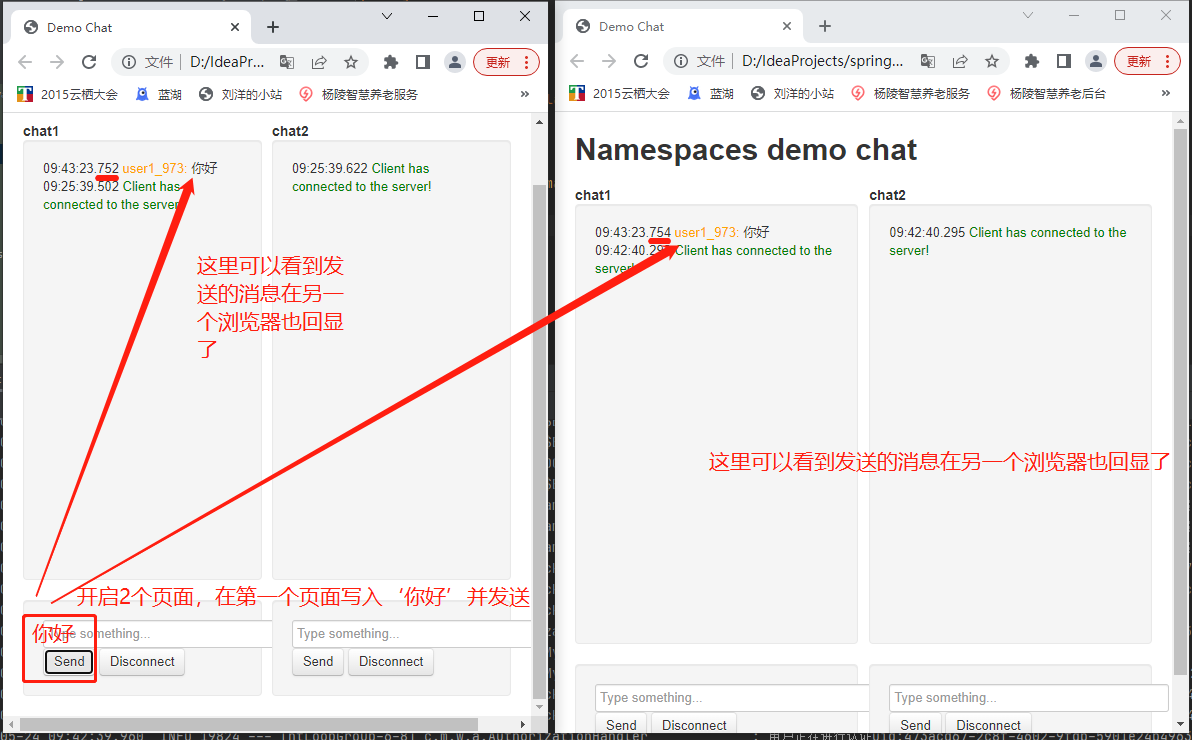 Demo Chat
文件
D:/IdeaPr...
更新
2015云栖大会
蓝湖
刘洋的小站
杨陵智慧养老服务
»
chat1
chat2
09:43:23.752 user1_973: 你好
09:25:39.502 Client has
connected to the server
09:25:39.622 Client has
connected to the server!
这里可以看到发
送的消息在另一
个浏览器也回显
了
开启2个页面，在第一个页面写入‘你好’并发送
你好
something...
Send
Disconnect
Type something...
Send
Disconnect
Demo Chat
文件
D:/IdeaProjects/spring...
更新
2015云栖大会
蓝湖
刘洋的小站
杨陵智慧养老服务
杨陵智慧养老后台
»
Namespaces demo chat
chat1
chat2
09:43:23.754 user1_973: 你好
Client has connected to the
server!
09:42:40.295 Client has connected to the
server!
这里可以看到发送的消息在另一个浏览器也回显了
Type something...
Send
Disconnect
Type something...
Send
Disconnect